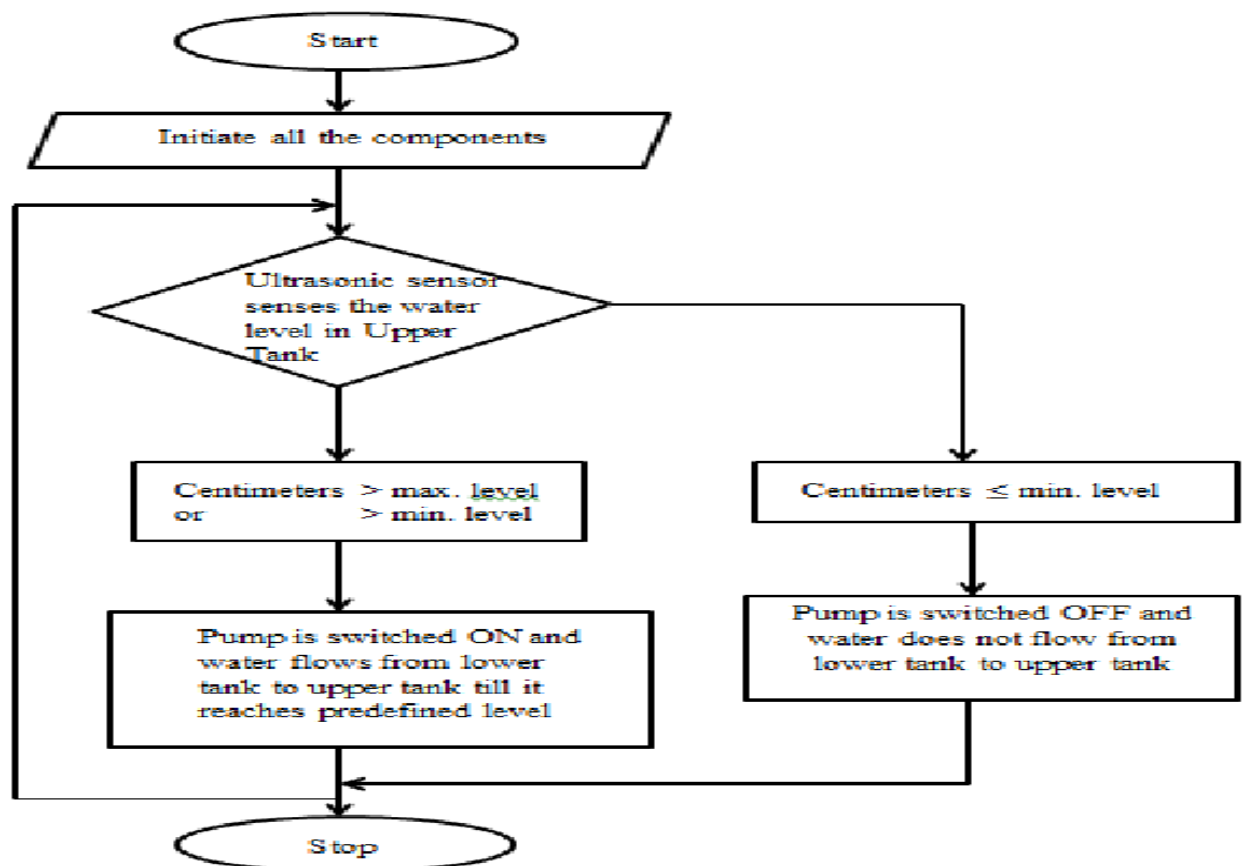 Start
Initiate all the components
Ultrasonic sensor
senses the water
level in Upper
Tank
Centimeters > max. level
or > min. level
Centimeters ≤ min. level
Pump is switched ON and
water flows from lower
tank to upper tank till it
reaches predefined level
Pump is switched OFF and
water does not flow from
lower tank to upper tank
Stop